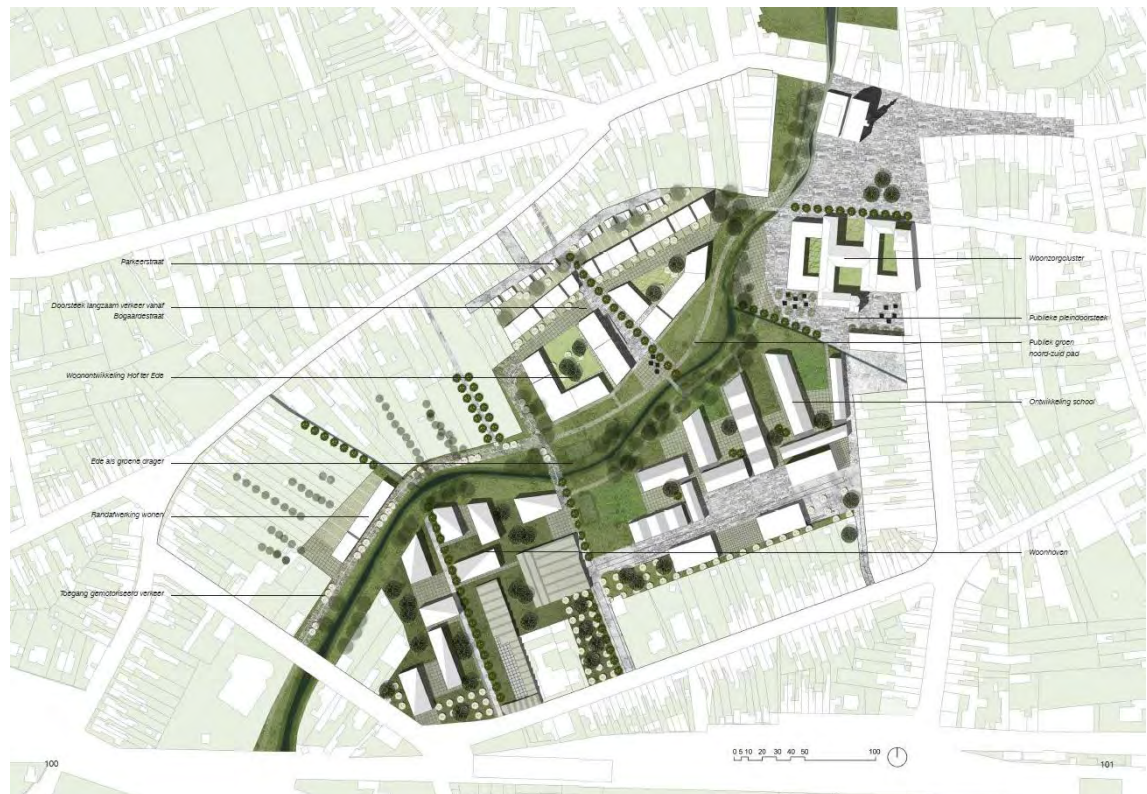 Parkeerstraat
Doorsteek langzaam verkeer vanaf
Bogaardestraat
Woonontwikkeling Hof ter Ede
Ede als groene drager
Randafwerking wonen
Toegang gemotoriseerd verkeer
Woonzorgcluster
Publieke pleindoorsteek
Publiek groen
noord-zuid pad
Ontwikkeling school
Woonhoven
0 5 10 20 30 40 50 100
100
101